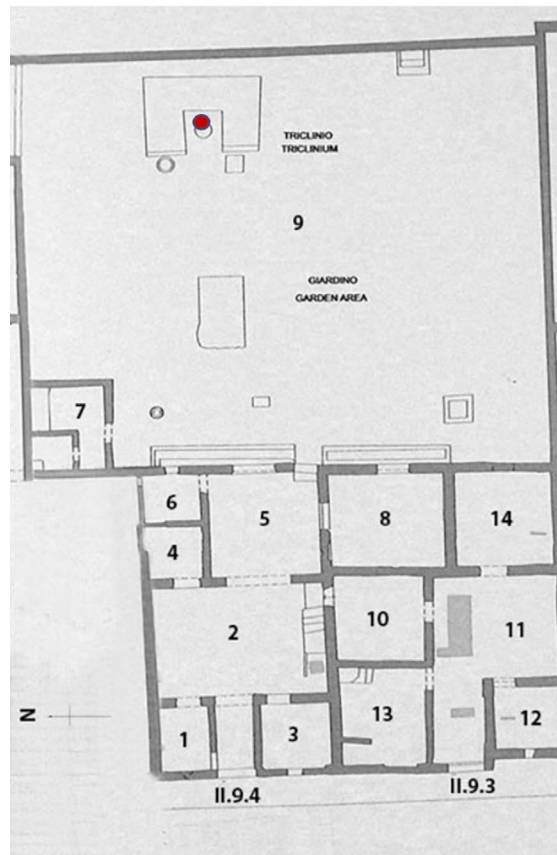 TRICLINIO
TRICLINIUM
9
GIARDINO
GARDEN AREA
7
6
5
8
14
4
2
10
11
N
1
3
13
12
II.9.4
II.9.3